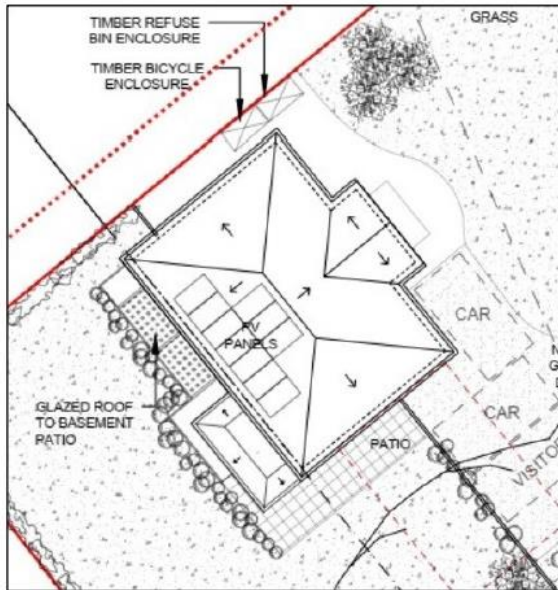 GRASS
TIMBER REFUSE
BIN ENCLOSURE
TIMBER BICYCLE
ENCLOSURE
CAR
PV
PANELS
CAR
GLAZED ROOF
TO BASEMENT
PATIO
PATIO
VISITO
N
G